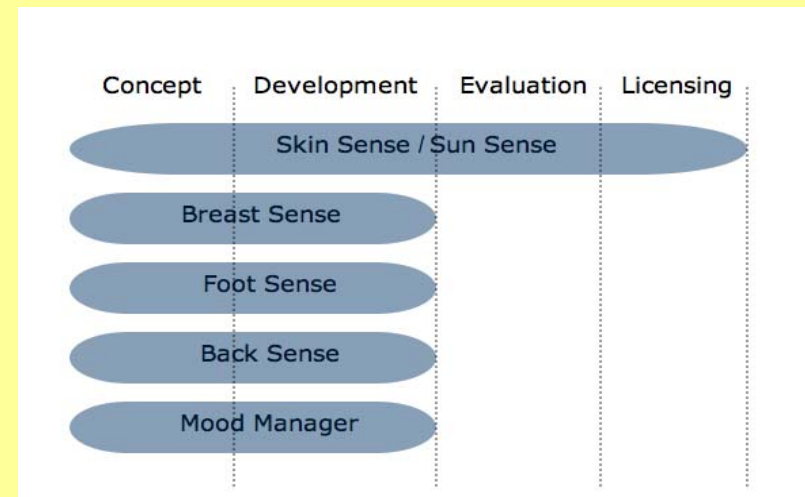 Concept Development Evaluation Licensing
Skin Sense / Sun Sense
Breast Sense
Foot Sense
Back Sense
Mood Manager